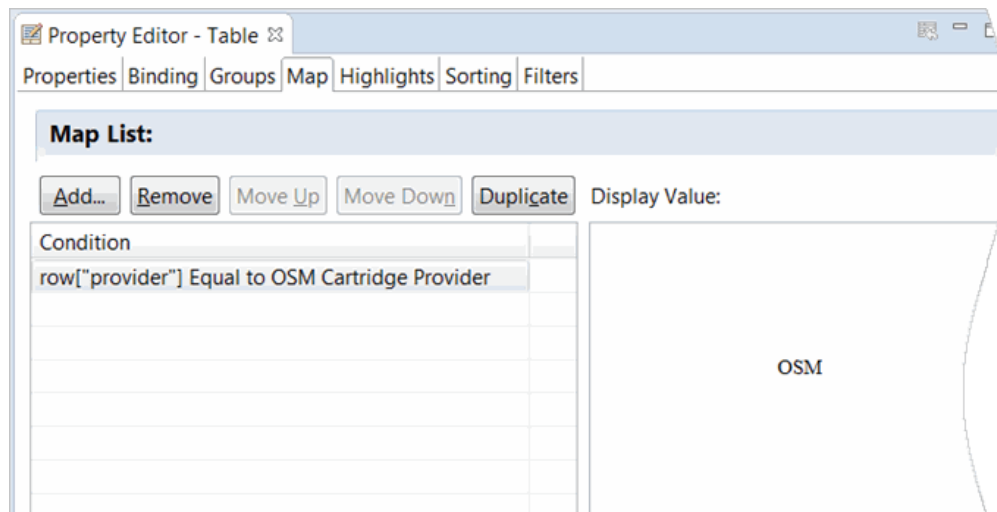 Property Editor - Table
Properties Binding Groups Map Highlights Sorting Filters
Map List:
Add... Remove Move Up Move Down Duplicate Display Value:
Condition
row["provider"] Equal to OSM Cartridge Provider
OSM